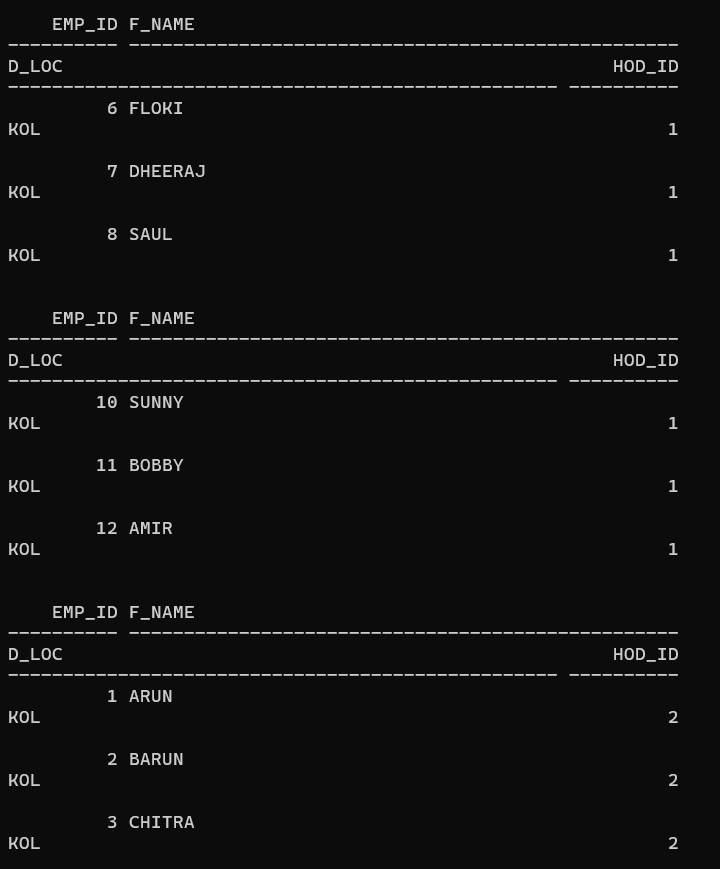 EMP_ID F_NAME
---------- --------------------------------------------------
D_LOC HOD_ID
-------------------------------------------------- ----------
6 FLOKI
KOL 1
7 DHEERAJ
KOL 1
8 SAUL
KOL 1
EMP_ID F_NAME
---------- --------------------------------------------------
D_LOC HOD_ID
-------------------------------------------------- ----------
10 SUNNY
KOL 1
11 BOBBY
KOL 1
12 AMIR
KOL 1
EMP_ID F_NAME
---------- --------------------------------------------------
D_LOC HOD_ID
-------------------------------------------------- ----------
1 ARUN
KOL 2
2 BARUN
KOL 2
3 CHITRA
KOL 2